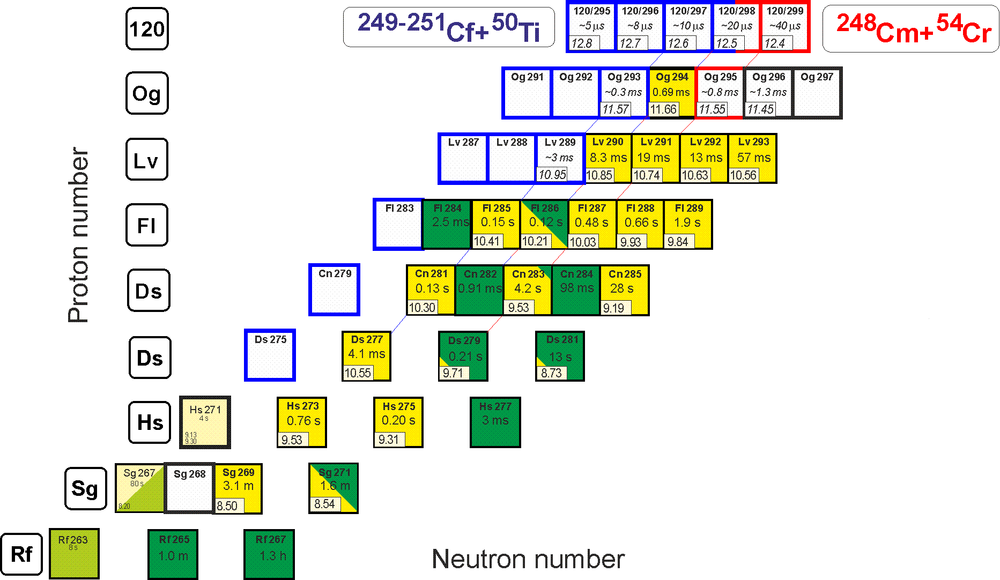 120
249-251Cf+50Ti
120/295 120/296 120/297 120/298 120/299
~5 µs ~8 µs ~10 µs ~20 µs ~40 µs
12.8 12.7 12.6 12.5 12.4
248Cm+54Cr
Og
Og 291 Og 292 Og 293 Og 294 Og 295 Og 296 Og 297
~0.3 ms 0.69 ms ~0.8 ms ~1.3 ms
11.57 11.66 11.55 11.45
Lv
Lv 287 Lv 288 Lv 289 Lv 290 Lv 291 Lv 292 Lv 293
~3 ms 8.3 ms 19 ms 13 ms 57 ms
10.95 10.85 10.74 10.63 10.56
Proton number
Fl
Fl 283 Fl 284 Fl 285 Fl 286 Fl 287 Fl 288 Fl 289
2.5 ms 0.15 s 0.12 s 0.48 s 0.66 s 1.9 s
10.41 10.21 10.03 9.93 9.84
Ds
Cn 279 Cn 281 Cn 282 Cn 283 Cn 284 Cn 285
0.13 s 0.91 ms 4.2 s 98 ms 28 s
10.30 9.53 9.19
Ds
Ds 275 Ds 277 Ds 279 Ds 281
4.1 ms 0.21 s 13 s
10.55 9.71 8.73
Hs
Hs 271 Hs 273 Hs 275 Hs 277
4 s 0.76 s 0.20 s 3 ms
9.13
9.30 9.53 9.31
Sg
Sg 267 Sg 268 Sg 269 Sg 271
80 s 3.1 m 1.6 m
8.20 8.50 8.54
Rf
Rf 263 Rf 265 Rf 267
8 s 1.0 m 1.3 h
Neutron number